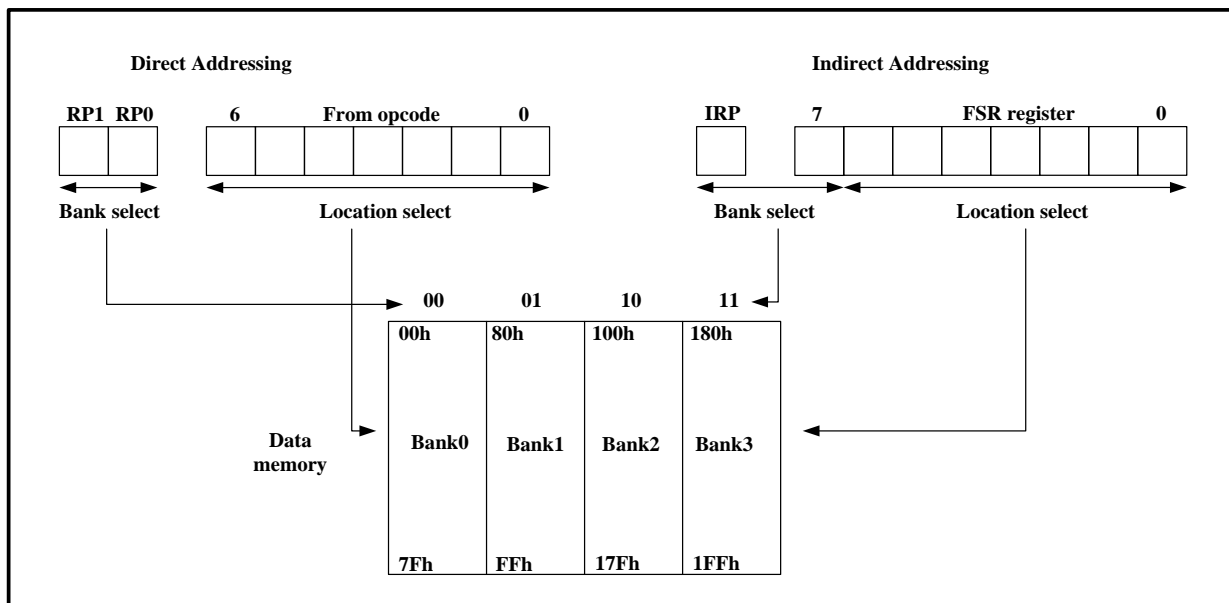 Direct Addressing
Indirect Addressing
RP1 RP0
6 From opcode 0
IRP
7 FSR register 0
Bank select
Location select
Bank select
Location select
00 01 10 11
00h 80h 100h 180h
Data
memory
Bank0 Bank1 Bank2 Bank3
7Fh FFh 17Fh 1FFh